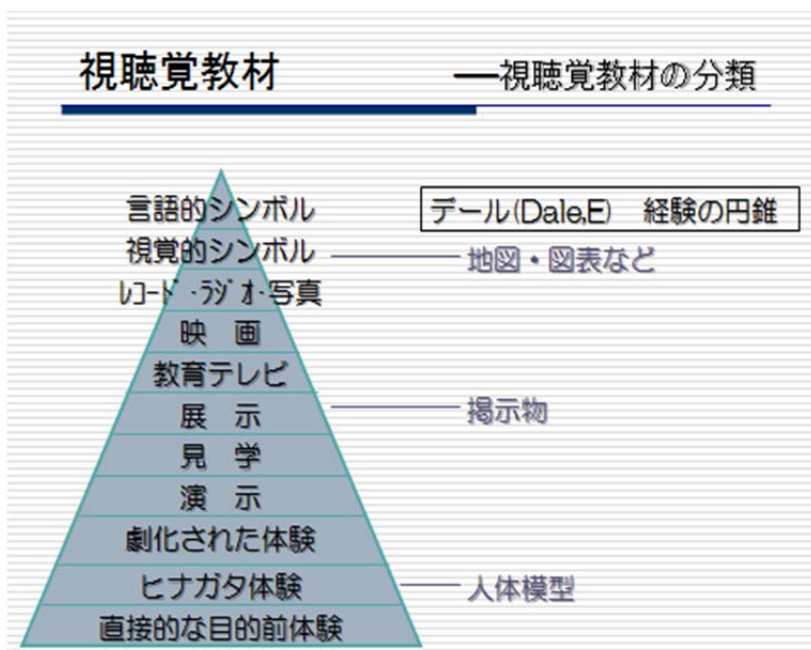 視聴覚教材
―視聴覚教材の分類
デール(Dale,E) 経験の円錐
言語的シンボル
視覚的シンボル
地図・図表など
ﾚｺｰﾄﾞ・ﾗｼﾞｵ・写真
映 画
教育テレビ
展 示
掲示物
見 学
演 示
劇化された体験
ヒナガタ体験
人体模型
直接的な目的前体験